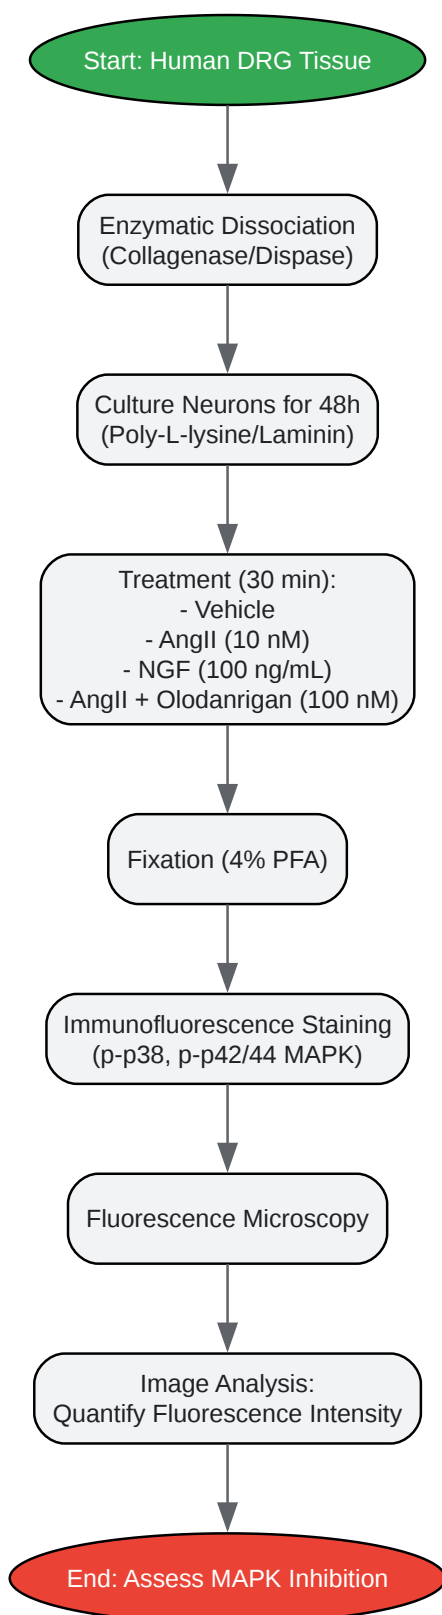 Start: Human DRG Tissue
Enzymatic Dissociation
(Collagenase/Dispase)
Culture Neurons for 48h
(Poly-L-lysine/Laminin)
Treatment (30 min):
- Vehicle
- AngII (10 nM)
- NGF (100 ng/mL)
- AngII + Olodanrigan (100 nM)
Fixation (4% PFA)
Immunofluorescence Staining
(p-p38, p-p42/44 MAPK)
Fluorescence Microscopy
Image Analysis:
Quantify Fluorescence Intensity
End: Assess MAPK Inhibition